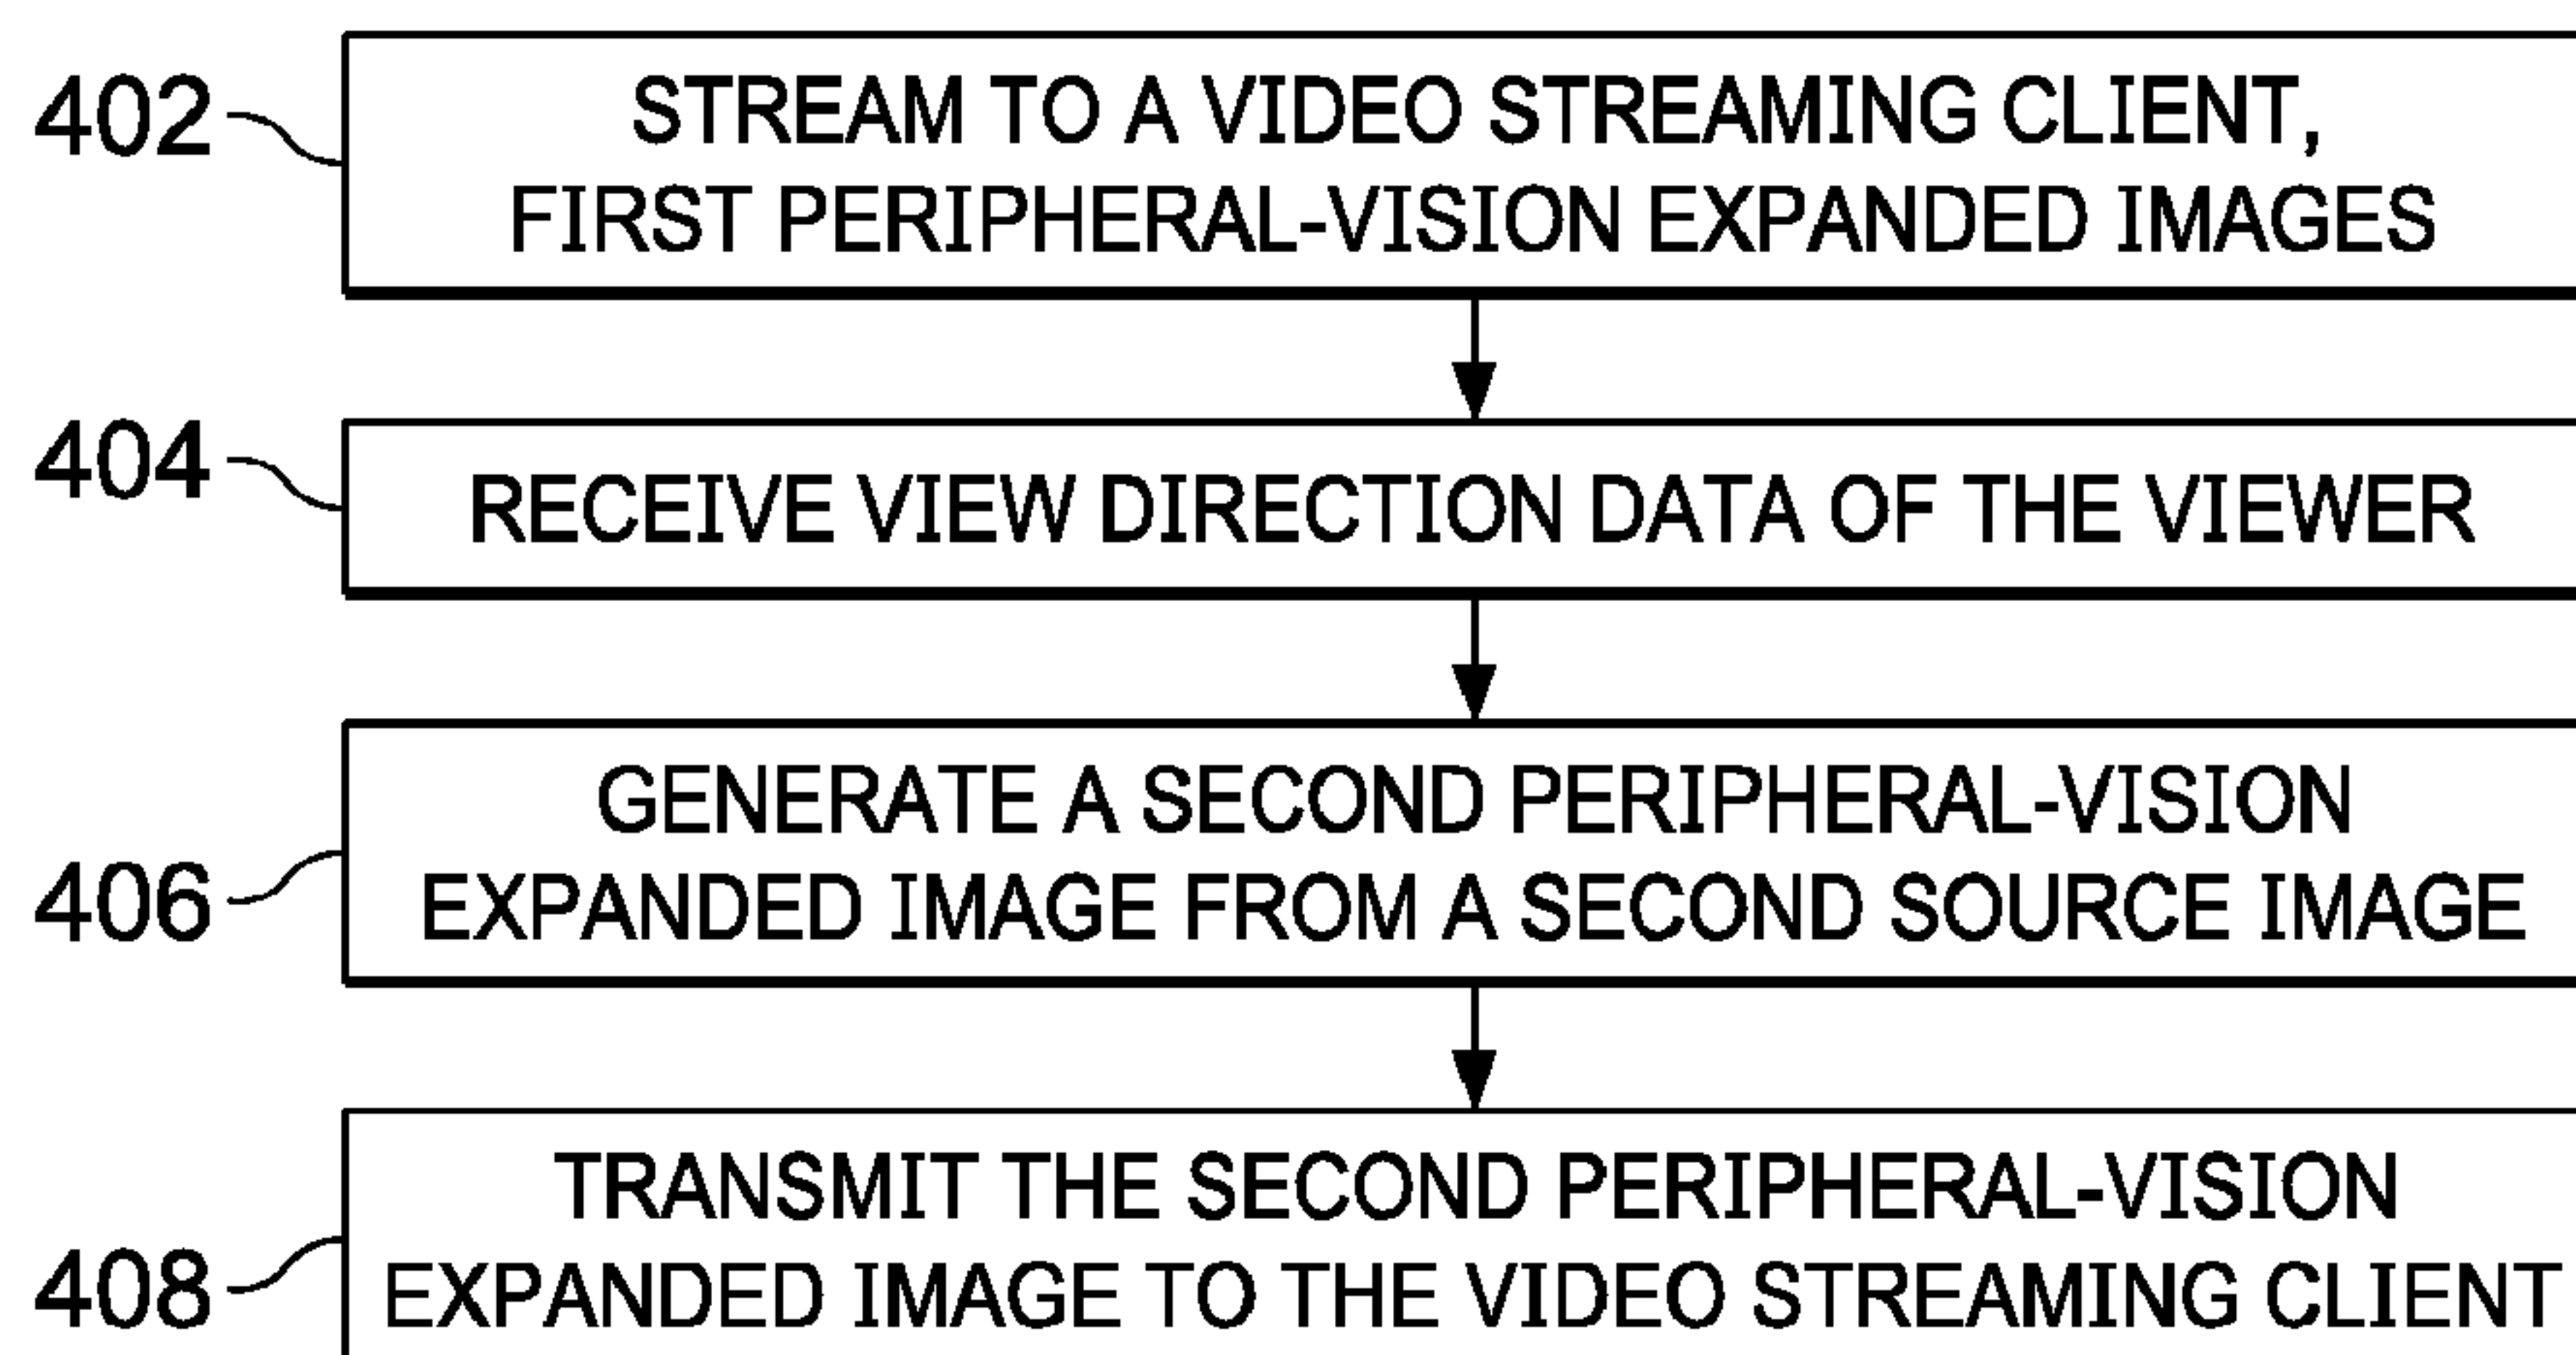 402
STREAM TO A VIDEO STREAMING CLIENT,
FIRST PERIPHERAL-VISION EXPANDED IMAGES
404
RECEIVE VIEW DIRECTION DATA OF THE VIEWER
406
GENERATE A SECOND PERIPHERAL-VISION
EXPANDED IMAGE FROM A SECOND SOURCE IMAGE
408
TRANSMIT THE SECOND PERIPHERAL-VISION
EXPANDED IMAGE TO THE VIDEO STREAMING CLIENT